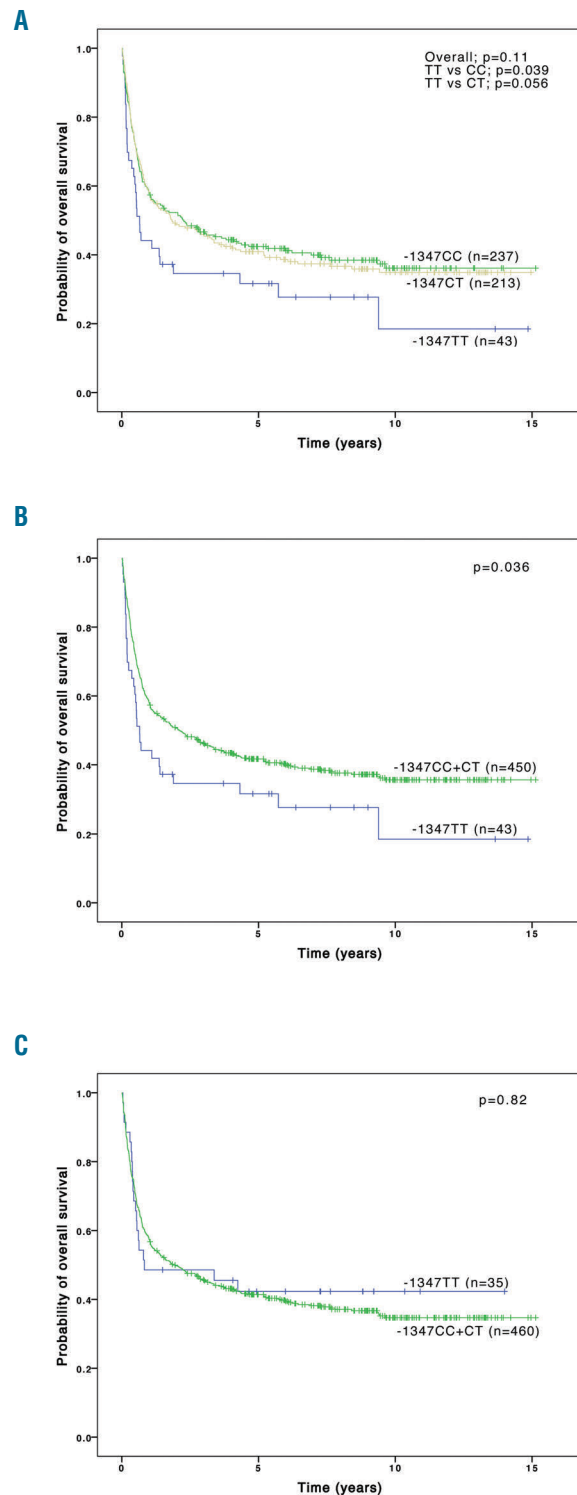 A
Overall; p=0.11
TT vs CC; p=0.039
TT vs CT; p=0.056
Probability of overall survival
1.0
0.8
0.6
0.4
0.2
0.0
-1347CC (n=237)
-1347CT (n=213)
-1347TT (n=43)
0 5 10 15
Time (years)
B
p=0.036
Probability of overall survival
1.0
0.8
0.6
0.4
0.2
0.0
-1347CC+CT (n=450)
-1347TT (n=43)
0 5 10 15
Time (years)
C
p=0.82
Probability of overall survival
1.0
0.8
0.6
0.4
0.2
0.0
-1347TT (n=35)
-1347CC+CT (n=460)
0 5 10 15
Time (years)